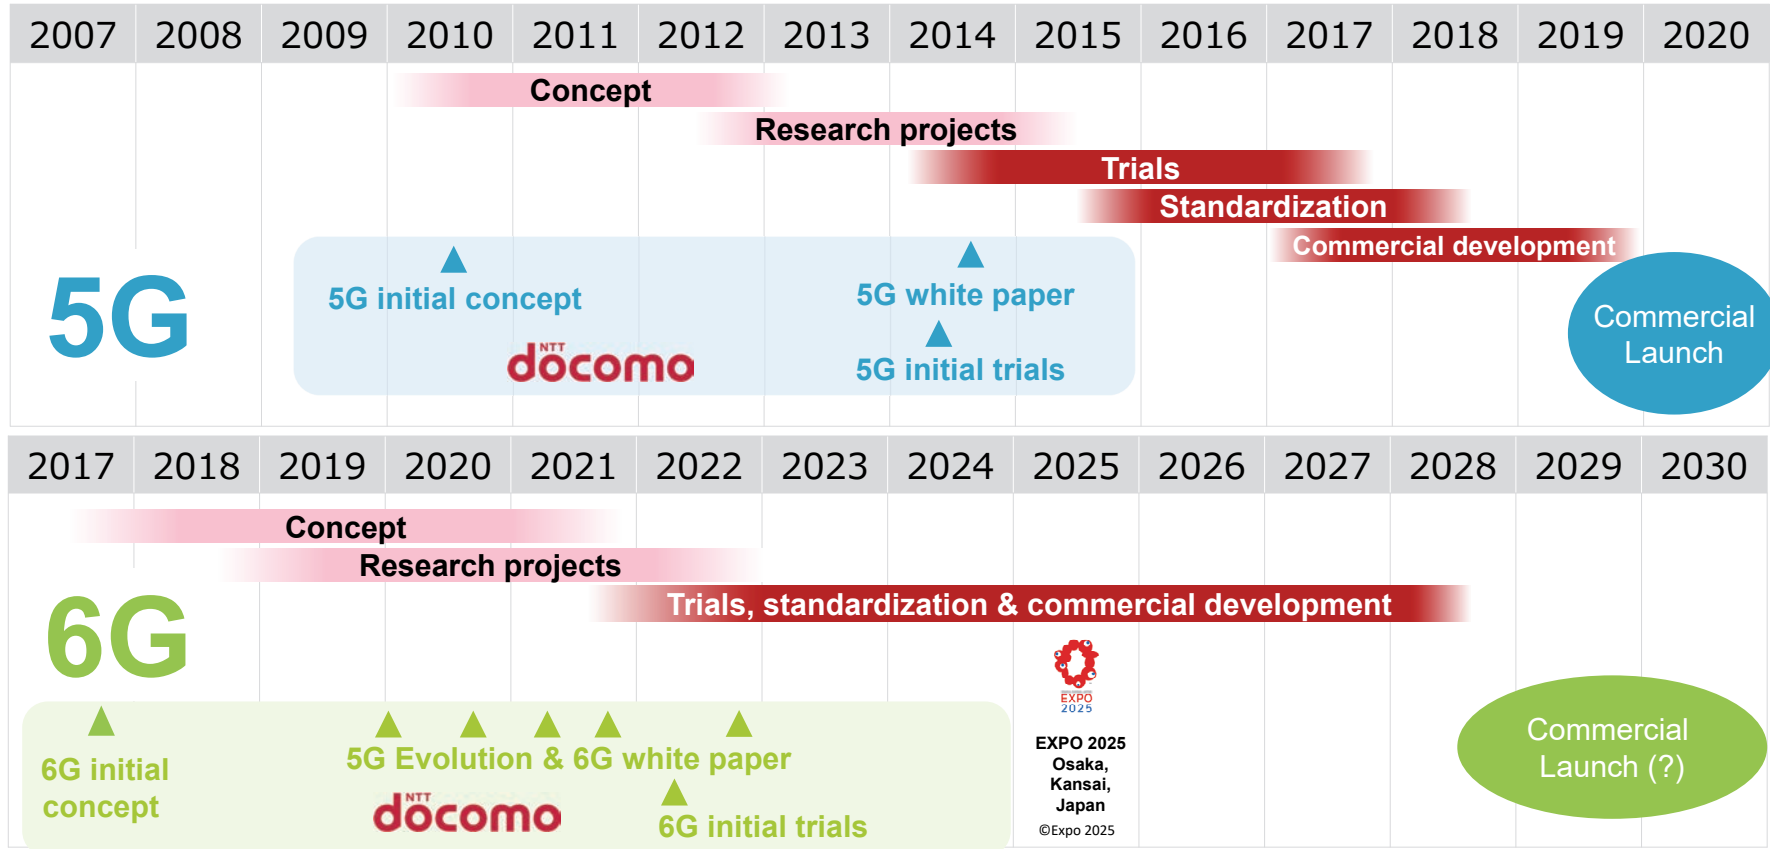 2007 2008 2009 2010 2011 2012 2013 2014 2015 2016 2017 2018 2019 2020
Concept
Research projects
Trials
Standardization
Commercial development
5G
5G initial concept
5G white paper
NTT
döcomo
5G initial trials
Commercial
Launch
2017 2018 2019 2020 2021 2022 2023 2024 2025 2026 2027 2028 2029 2030
Concept
Research projects
Trials, standardization & commercial development
6G
6G initial
concept
5G Evolution & 6G white paper
NTT
döcomo
6G initial trials
EXPO
2025
EXPO 2025
Osaka,
Kansai,
Japan
©Expo 2025
Commercial
Launch (?)